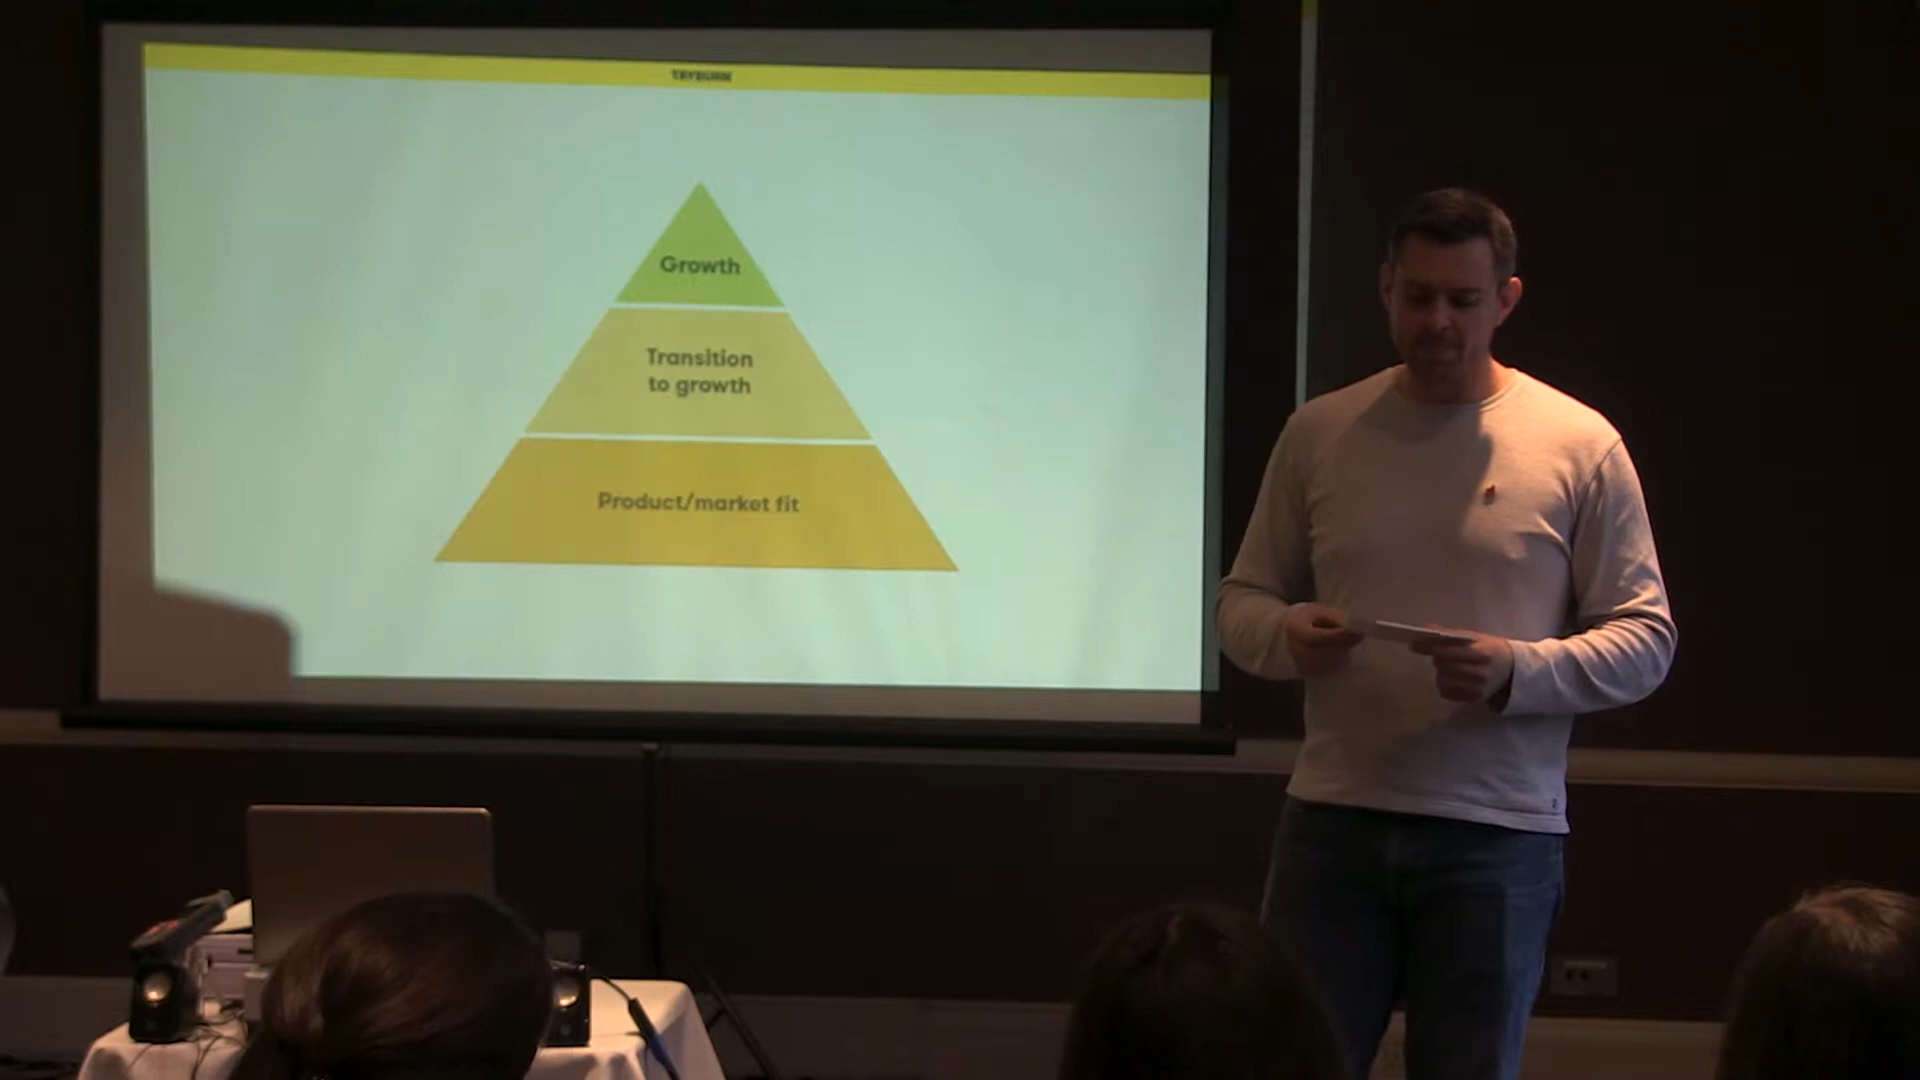 TAYBURN
Growth
Transition
to growth
Product/market fit